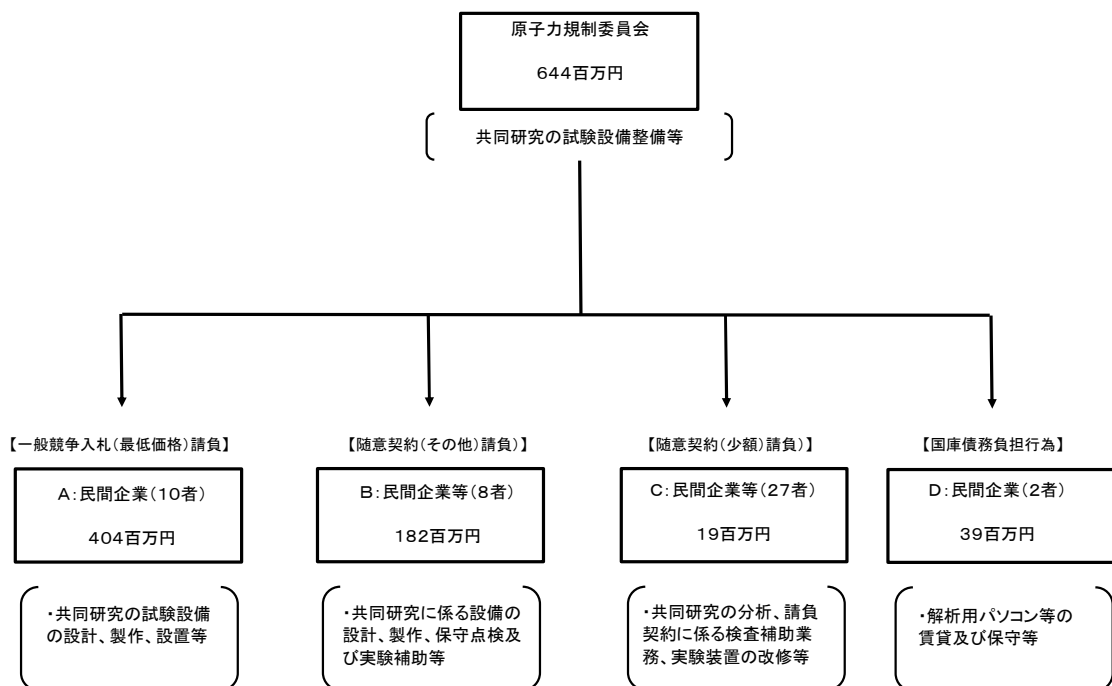 原子力規制委員会
644百万円
共同研究の試験設備整備等
【一般競争入札(最低価格)請負】
A:民間企業(10者)
404百万円
・共同研究の試験設備
の設計、製作、設置等
【随意契約(その他)請負)】
B:民間企業等(8者)
182百万円
・共同研究に係る設備の
設計、製作、保守点検及
び実験補助等
【随意契約(少額)請負)】
C:民間企業等(27者)
19百万円
・共同研究の分析、請負
契約に係る検査補助業
務、実験装置の改修等
【国庫債務負担行為】
D:民間企業(2者)
39百万円
・解析用パソコン等の
賃貸及び保守等